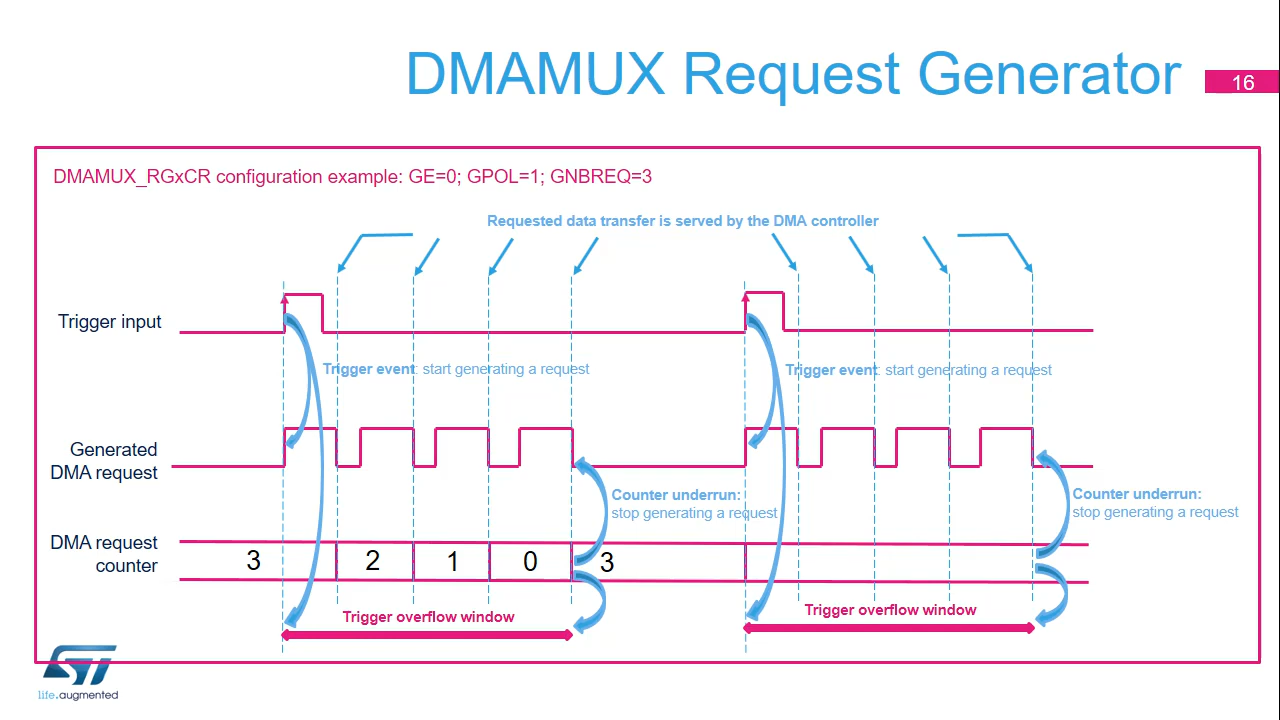 DMAMUX Request Generator
16
DMAMUX_RGxCR configuration example: GE=0; GPOL=1; GNBREQ=3
Requested data transfer is served by the DMA controller
Trigger input
Trigger event: start generating a request
Trigger event: start generating a request
Generated
DMA request
Counter underrun:
stop generating a request
Counter underrun:
stop generating a request
DMA request
counter
3
2
1
0
3
Trigger overflow window
Trigger overflow window
ST
life.augmented